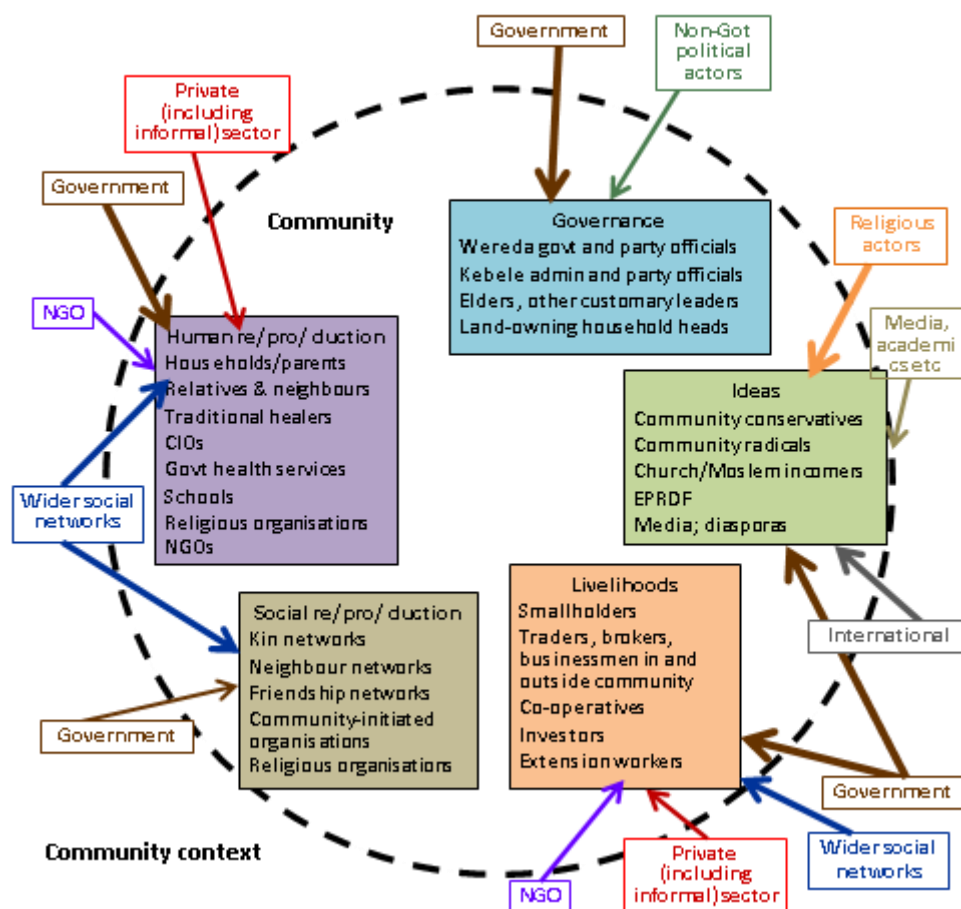 Government
Non-Got
political
actors
Private
(including
informal) sector
Government
Community
Governance
Wereda govt and party officials
Kebele admin and party officials
Elders, other customary leaders
Land-owning household heads
Religious
actors
NGO
Media,
academi
cs etc
Human re/pro/duction
Households/parents
Relatives & neighbours
Traditional healers
CIOs
Govt health services
Schools
Religious organisations
NGOs
Ideas
Community conservatives
Community radicals
Church/Moslem incomers
EPRDF
Media; diasporas
Wider social
networks
Social re/pro/duction
Kin networks
Neighbour networks
Friendship networks
Community-initiated
organisations
Religious organisations
Livelihoods
Smallholders
Traders, brokers,
businessmen in and
outside community
Co-operatives
Investors
Extension workers
International
Government
Government
Community context
NGO
Private
(including
informal) sector
Wider social
networks